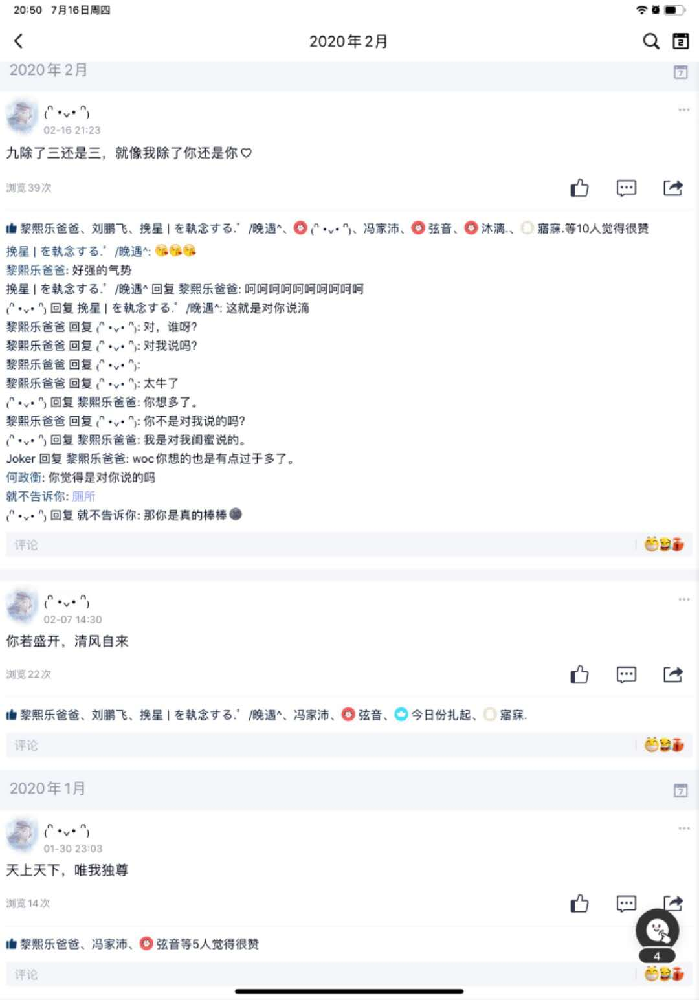 20:50 7月16日周四
2020年2月
2
2020年2月
7
(ᐢ •ᵥ• ᐢ)
02-16 21:23
九除了三还是三，就像我除了你还是你♡
浏览39次
黎熙乐爸爸、刘鹏飞、挽星 | を執念する.゜/晚遇^、(ᐢ •ᵥ• ᐢ)、冯家沛、弦音、沐漓.、寤寐.等10人觉得很赞
挽星 | を執念する.゜/晚遇^: 😘😘😘
黎熙乐爸爸: 好强的气势
挽星 | を執念する.゜/晚遇^ 回复 黎熙乐爸爸: 呵呵呵呵呵呵呵呵呵呵
(ᐢ •ᵥ• ᐢ) 回复 挽星 | を執念する.゜/晚遇^: 这就是对你说滴
黎熙乐爸爸 回复 (ᐢ •ᵥ• ᐢ): 对，谁呀?
黎熙乐爸爸 回复 (ᐢ •ᵥ• ᐢ): 对我说吗?
黎熙乐爸爸 回复 (ᐢ •ᵥ• ᐢ):
黎熙乐爸爸 回复 (ᐢ •ᵥ• ᐢ): 太牛了
(ᐢ •ᵥ• ᐢ) 回复 黎熙乐爸爸: 你想多了。
黎熙乐爸爸 回复 (ᐢ •ᵥ• ᐢ): 你不是对我说的吗?
(ᐢ •ᵥ• ᐢ) 回复 黎熙乐爸爸: 我是对我闺蜜说的。
Joker 回复 黎熙乐爸爸: woc你想的也是有点过于多了。
何政衡: 你觉得是对你说的吗
就不告诉你: 厕所
(ᐢ •ᵥ• ᐢ) 回复 就不告诉你: 那你是真的棒棒🌚
评论
(ᐢ •ᵥ• ᐢ)
02-07 14:30
你若盛开，清风自来
浏览22次
黎熙乐爸爸、刘鹏飞、挽星 | を執念する.゜/晚遇^、冯家沛、弦音、今日份扎起、寤寐.
评论
2020年1月
7
(ᐢ •ᵥ• ᐢ)
01-30 23:03
天上天下，唯我独尊
浏览14次
黎熙乐爸爸、冯家沛、弦音等5人觉得很赞
4
评论